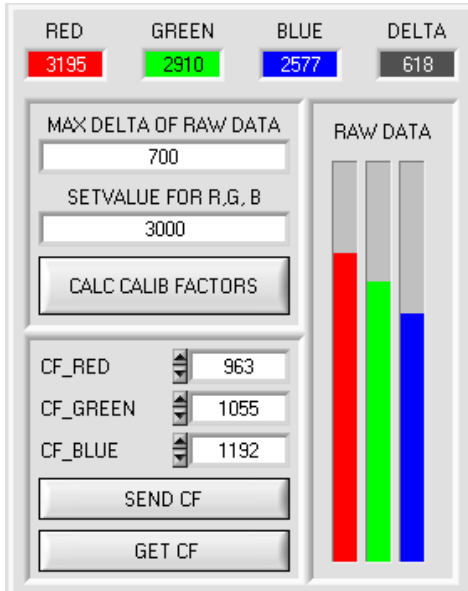 RED GREEN BLUE DELTA
3195 2910 2577 618
MAX DELTA OF RAW DATA
700
SETVALUE FOR R,G, B
3000
CALC CALIB FACTORS
CF_RED 963
CF_GREEN 1055
CF_BLUE 1192
SEND CF
GET CF
RAW DATA